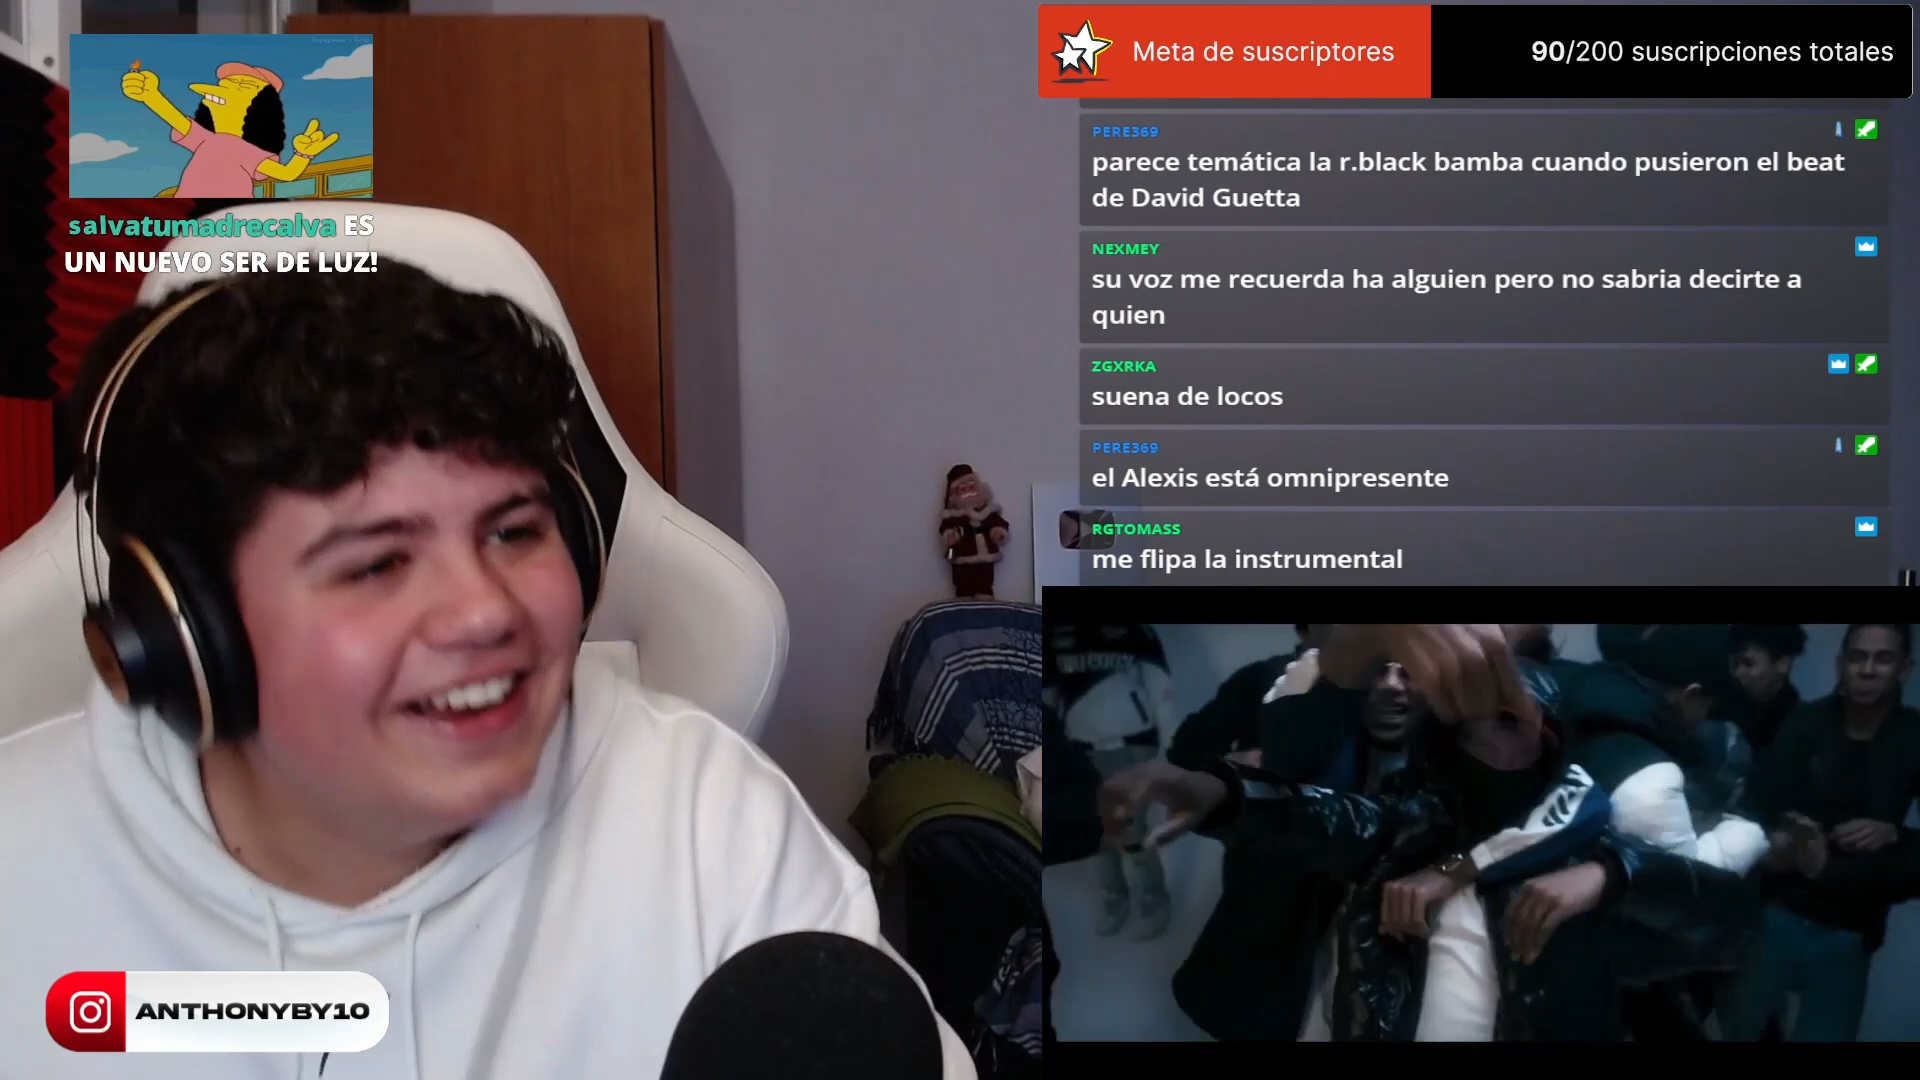 salvatumadrecalva ES
UN NUEVO SER DE LUZ!
Meta de suscriptores
90/200 suscripciones totales
PERE369
parece temática la r.black bamba cuando pusieron el beat
de David Guetta
NEXMEY
su voz me recuerda ha alguien pero no sabria decirte a
quien
ZGXRKA
suena de locos
PERE369
el Alexis está omnipresente
RGTOMASS
me flipa la instrumental
ANTHONYBY10